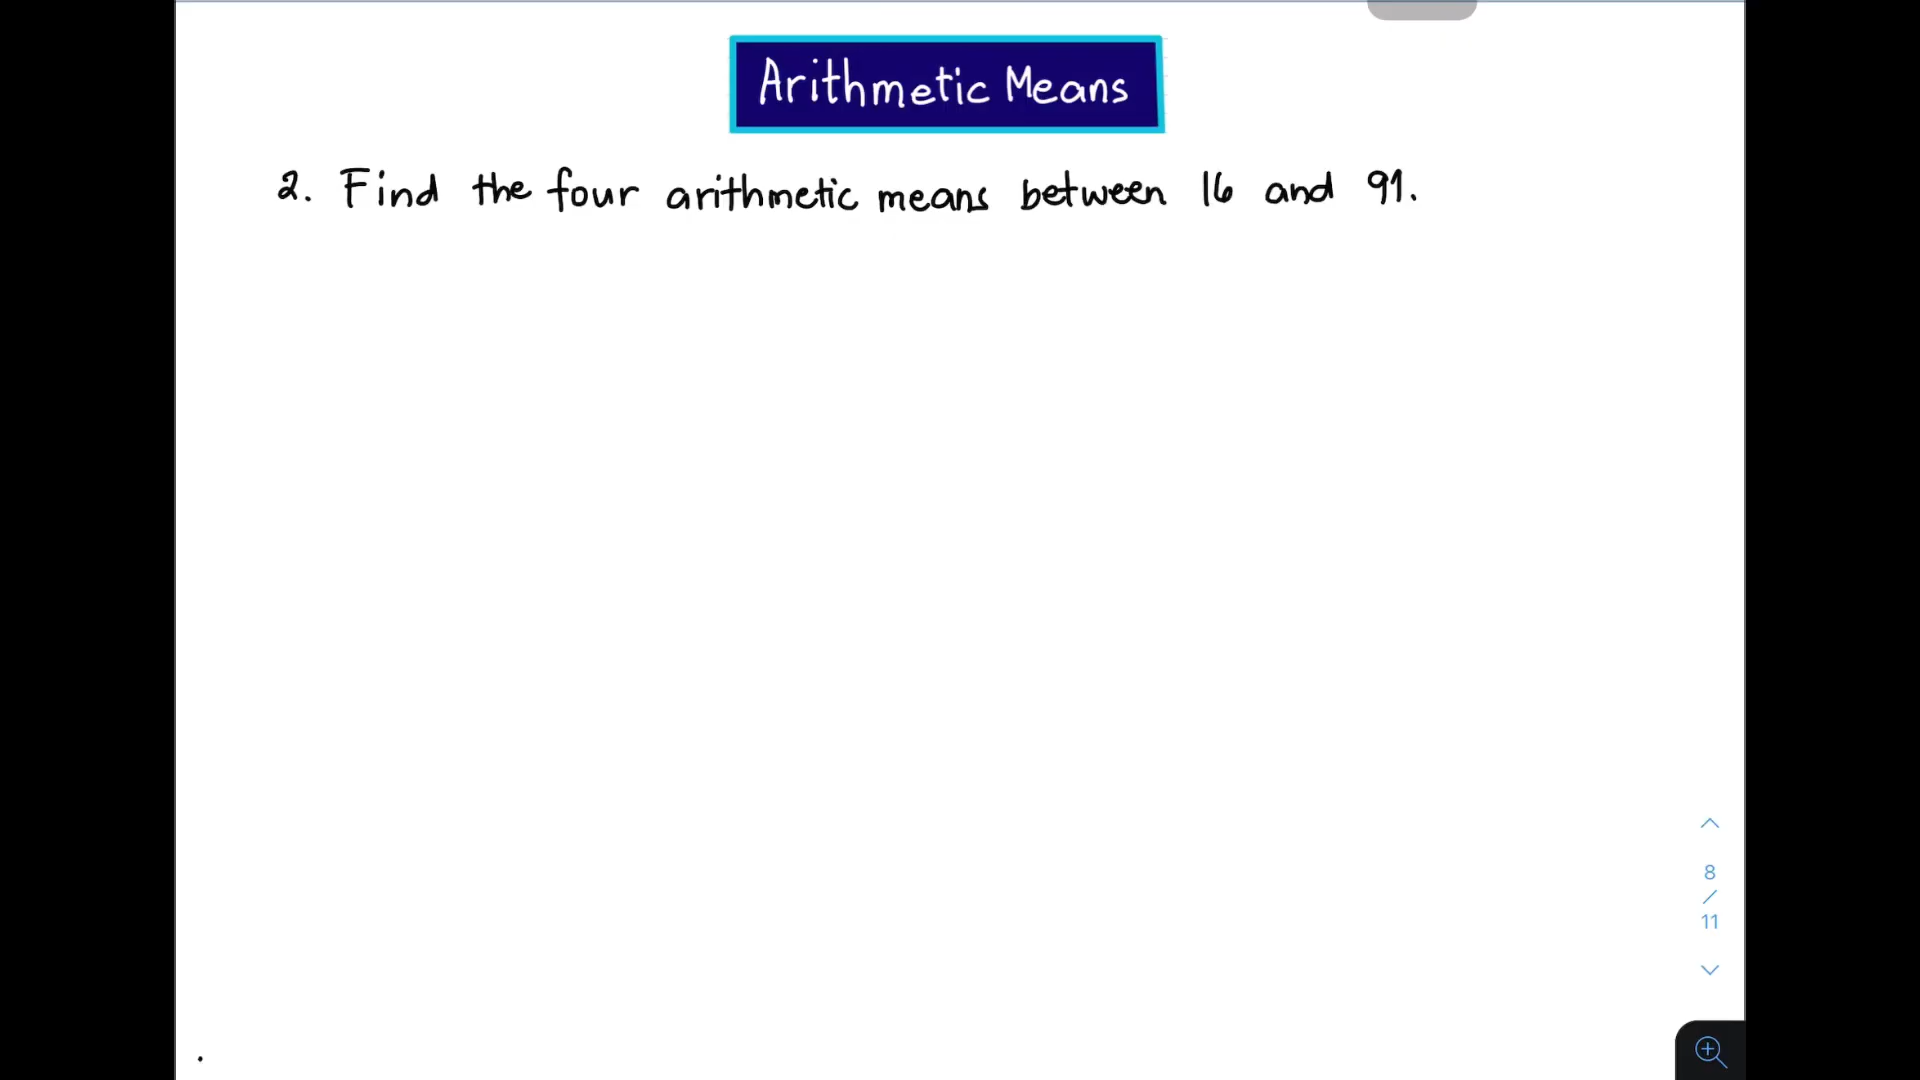 Arithmetic Means
2. Find the four arithmetic means between 16 and 91.
8
/
11